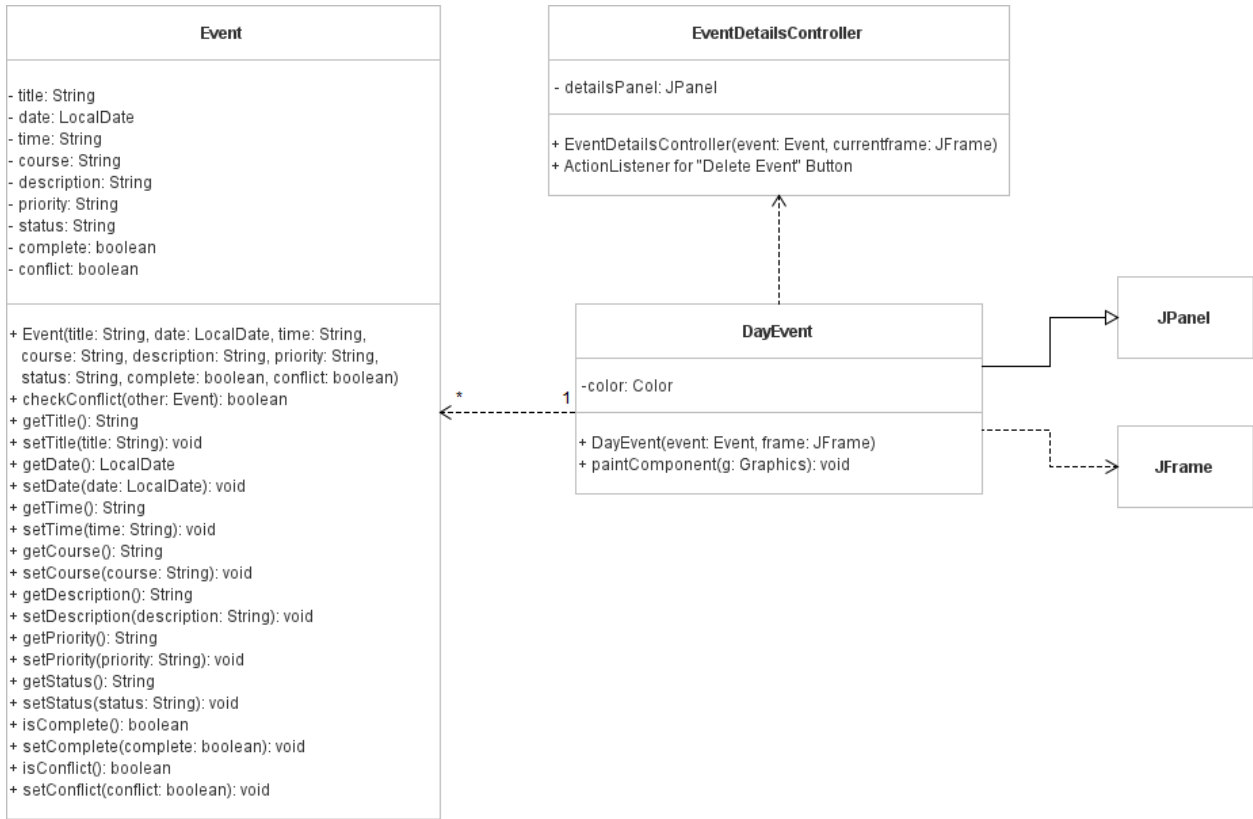 Event
- title: String
- date: LocalDate
- time: String
- course: String
- description: String
- priority: String
- status: String
- complete: boolean
- conflict: boolean
+ Event(title: String, date: LocalDate, time: String,
course: String, description: String, priority: String,
status: String, complete: boolean, conflict: boolean)
+ checkConflict(other: Event): boolean
+ getTitle(): String
+ setTitle(title: String): void
+ getDate(): LocalDate
+ setDate(date: LocalDate): void
+ getTime(): String
+ setTime(time: String): void
+ getCourse(): String
+ setCourse(course: String): void
+ getDescription(): String
+ setDescription(description: String): void
+ getPriority(): String
+ setPriority(priority: String): void
+ getStatus(): String
+ setStatus(status: String): void
+ isComplete(): boolean
+ setComplete(complete: boolean): void
+ isConflict(): boolean
+ setConflict(conflict: boolean): void
EventDetailsController
- detailsPanel: JPanel
+ EventDetailsController(event: Event, currentframe: JFrame)
+ ActionListener for "Delete Event" Button
* 1
DayEvent
-color: Color
+ DayEvent(event: Event, frame: JFrame)
+ paintComponent(g: Graphics): void
JPanel
JFrame